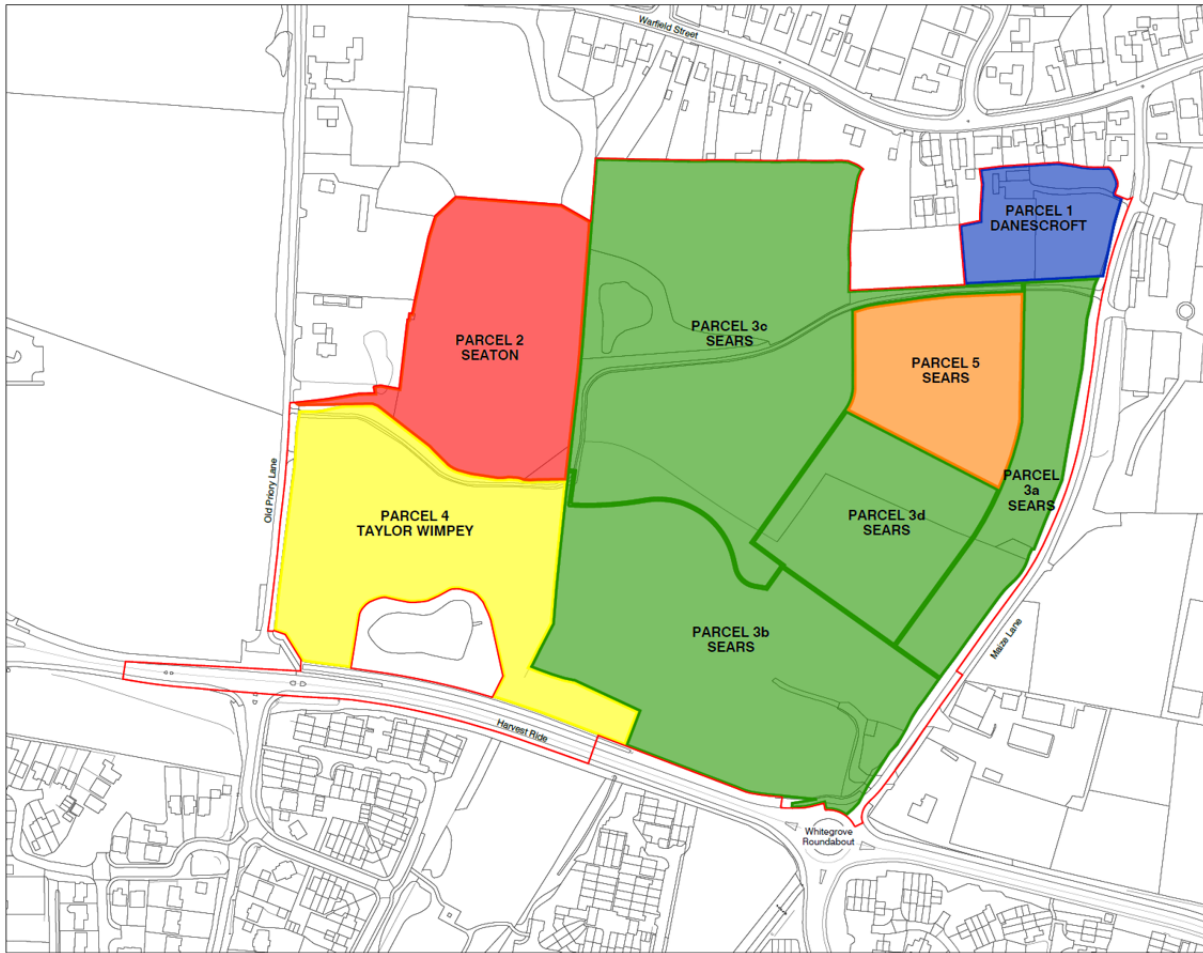 Warfield Street
PARCEL 1
DANESCROFT
PARCEL 2
SEATON
PARCEL 3c
SEARS
PARCEL 5
SEARS
PARCEL
3a
SEARS
Old Priory Lane
PARCEL 4
TAYLOR WIMPEY
PARCEL 3d
SEARS
PARCEL 3b
SEARS
Maize Lane
Harvest Ride
Whitegrove
Roundabout